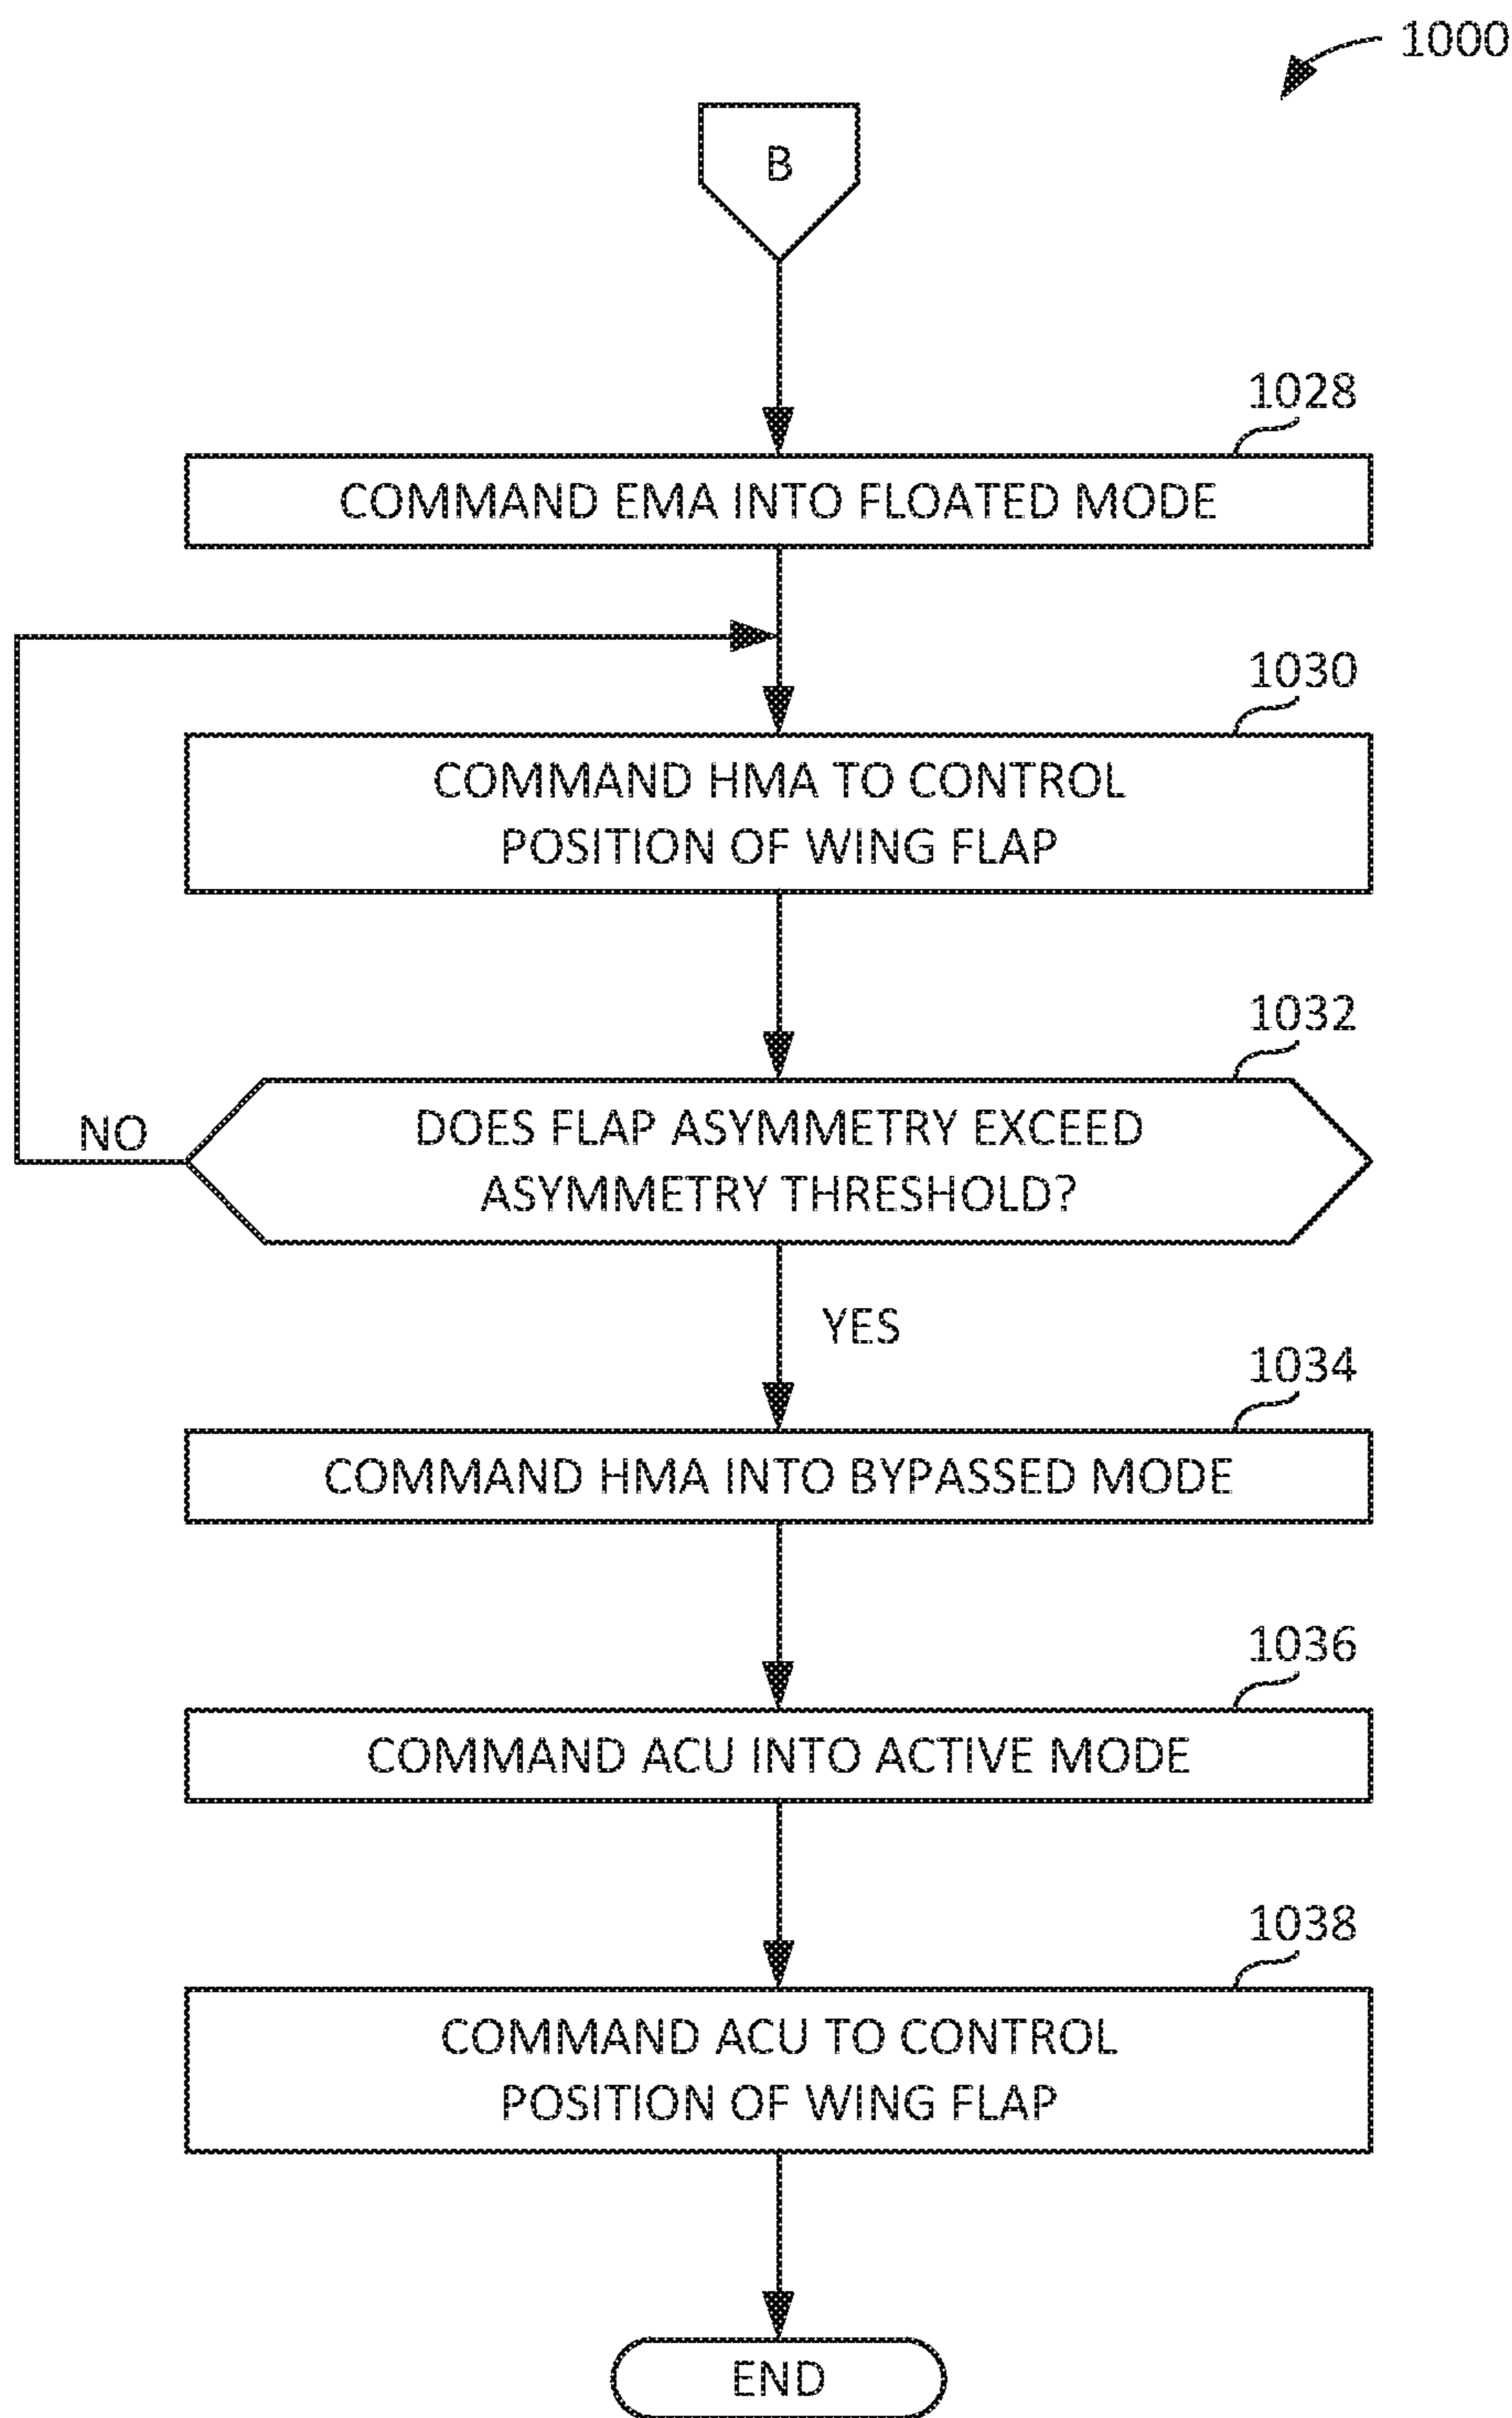 1000
B
1028
COMMAND EMA INTO FLOATED MODE
1030
COMMAND HMA TO CONTROL
POSITION OF WING FLAP
1032
DOES FLAP ASYMMETRY EXCEED
ASYMMETRY THRESHOLD?
NO
YES
1034
COMMAND HMA INTO BYPASSED MODE
1036
COMMAND ACU INTO ACTIVE MODE
1038
COMMAND ACU TO CONTROL
POSITION OF WING FLAP
END